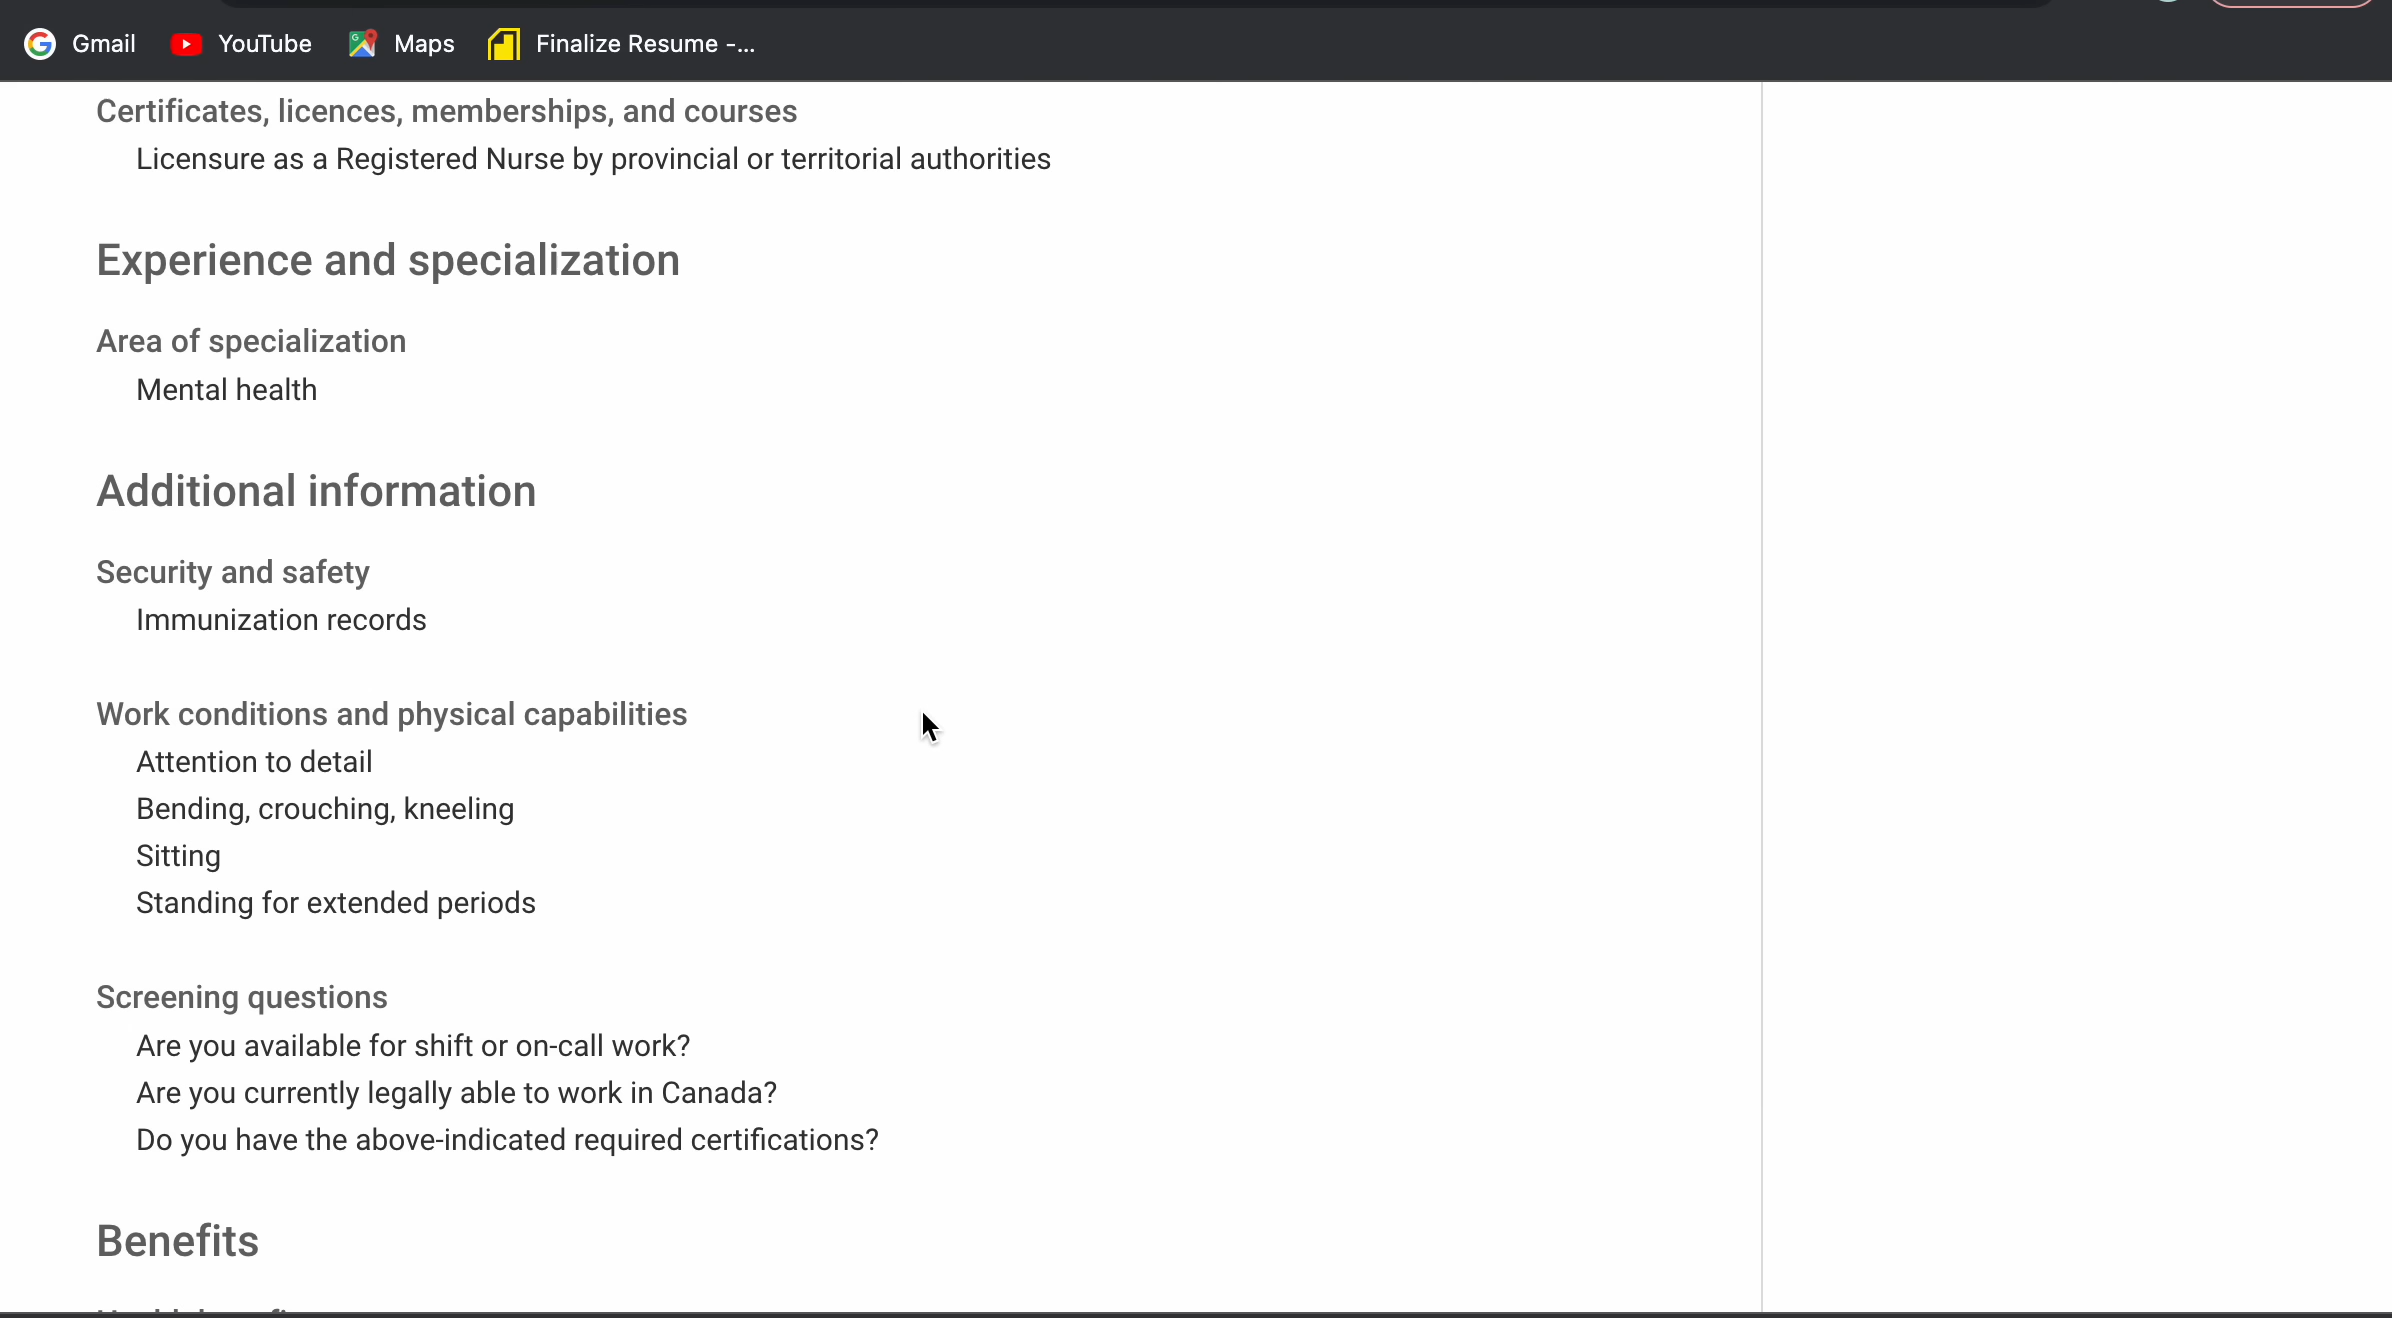 Gmail YouTube Maps Finalize Resume -...
Certificates, licences, memberships, and courses
Licensure as a Registered Nurse by provincial or territorial authorities
Experience and specialization
Area of specialization
Mental health
Additional information
Security and safety
Immunization records
Work conditions and physical capabilities
Attention to detail
Bending, crouching, kneeling
Sitting
Standing for extended periods
Screening questions
Are you available for shift or on-call work?
Are you currently legally able to work in Canada?
Do you have the above-indicated required certifications?
Benefits